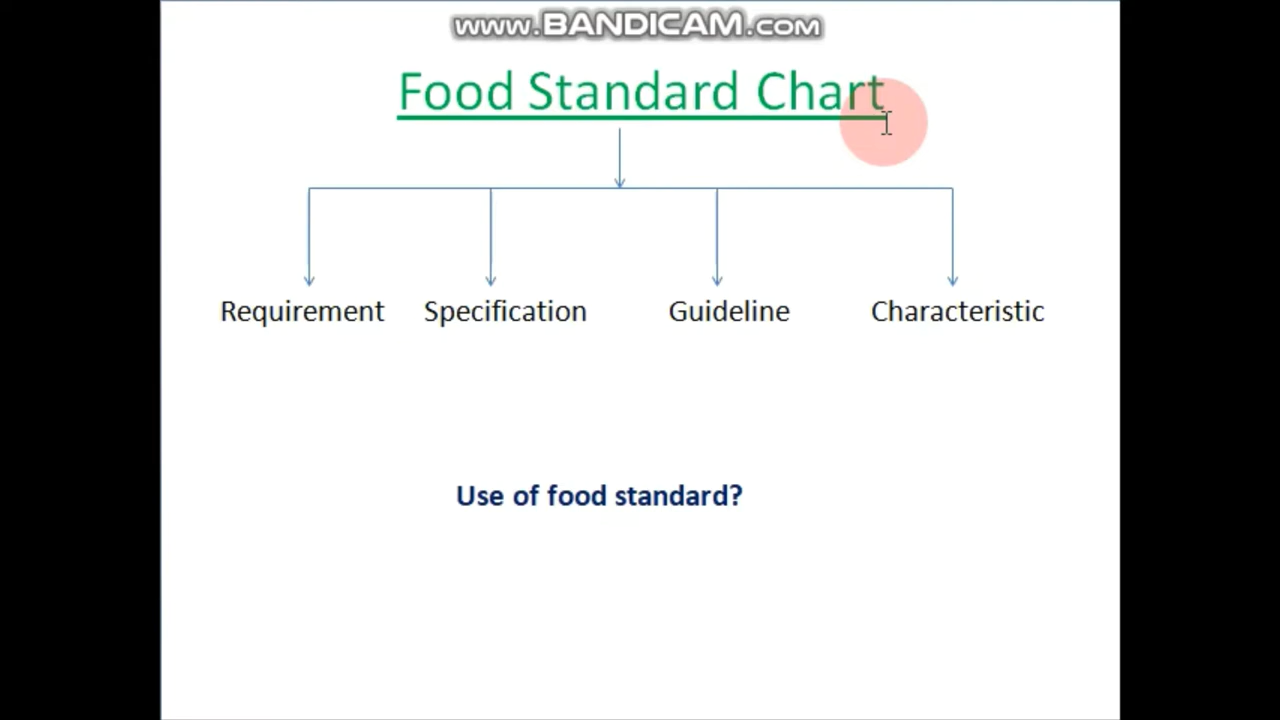 www.BANDICAM.com
Food Standard Chart
Requirement Specification Guideline Characteristic
Use of food standard?